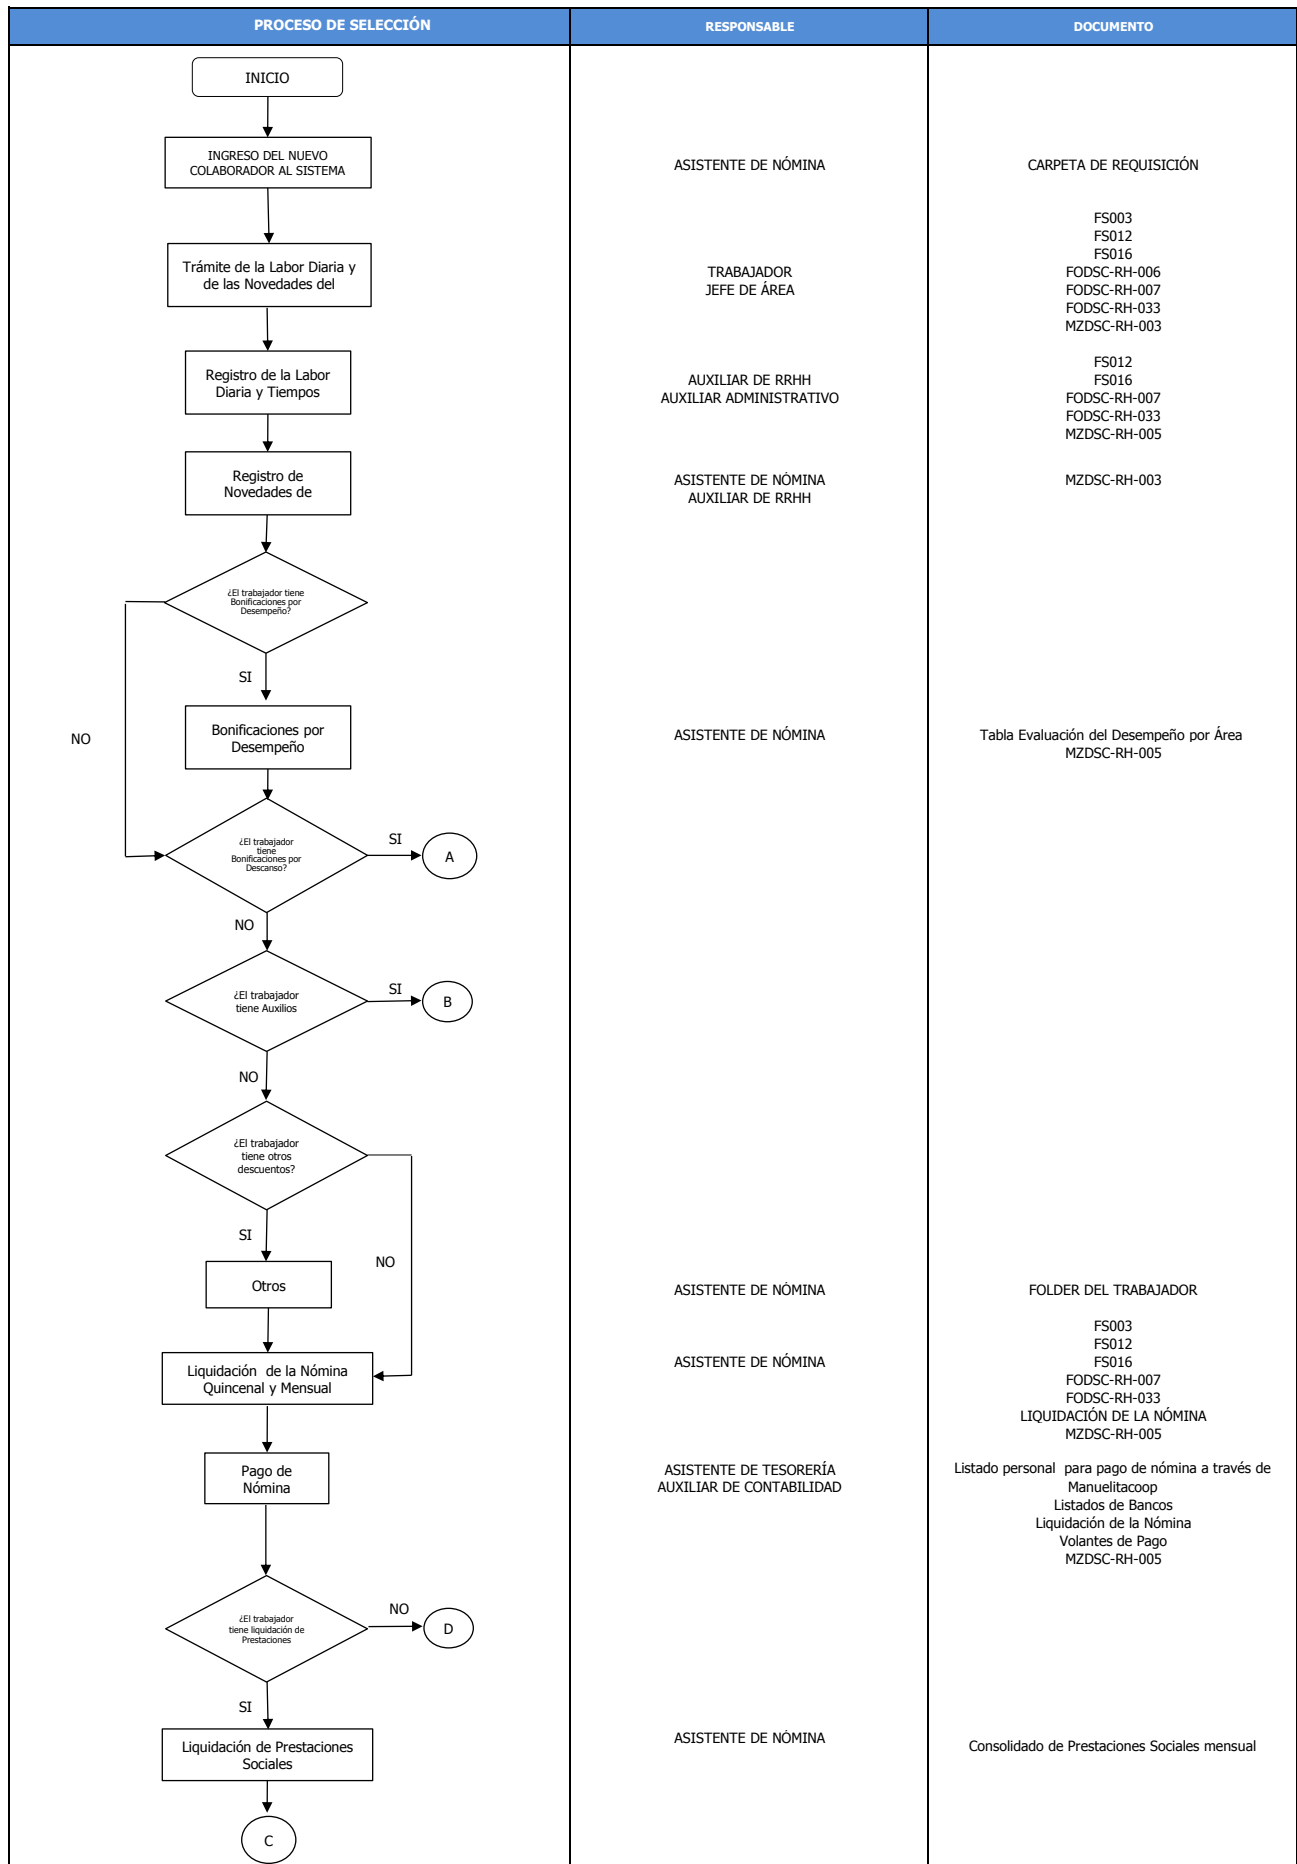 PROCESO DE SELECCIÓN
RESPONSABLE
DOCUMENTO
INICIO
INGRESO DEL NUEVO
COLABORADOR AL SISTEMA
ASISTENTE DE NÓMINA
CARPETA DE REQUISICIÓN
Trámite de la Labor Diaria y
de las Novedades del
TRABAJADOR
JEFE DE ÁREA
FS003
FS012
FS016
FODSC-RH-006
FODSC-RH-007
FODSC-RH-033
MZDSC-RH-003
Registro de la Labor
Diaria y Tiempos
AUXILIAR DE RRHH
AUXILIAR ADMINISTRATIVO
FS012
FS016
FODSC-RH-007
FODSC-RH-033
MZDSC-RH-005
Registro de
Novedades de
ASISTENTE DE NÓMINA
AUXILIAR DE RRHH
MZDSC-RH-003
¿El trabajador tiene
Bonificaciones por
Desempeño?
SI
NO
Bonificaciones por
Desempeño
ASISTENTE DE NÓMINA
Tabla Evaluación del Desempeño por Área
MZDSC-RH-005
¿El trabajador
tiene
Bonificaciones por
Descanso?
SI
A
NO
¿El trabajador
tiene Auxilios
SI
B
NO
¿El trabajador
tiene otros
descuentos?
SI
NO
Otros
ASISTENTE DE NÓMINA
FOLDER DEL TRABAJADOR
Liquidación de la Nómina
Quincenal y Mensual
ASISTENTE DE NÓMINA
FS003
FS012
FS016
FODSC-RH-007
FODSC-RH-033
LIQUIDACIÓN DE LA NÓMINA
MZDSC-RH-005
Pago de
Nómina
ASISTENTE DE TESORERÍA
AUXILIAR DE CONTABILIDAD
Listado personal para pago de nómina a través de
Manuelitacoop
Listados de Bancos
Liquidación de la Nómina
Volantes de Pago
MZDSC-RH-005
¿El trabajador
tiene liquidación de
Prestaciones
NO
D
SI
Liquidación de Prestaciones
Sociales
ASISTENTE DE NÓMINA
Consolidado de Prestaciones Sociales mensual
C